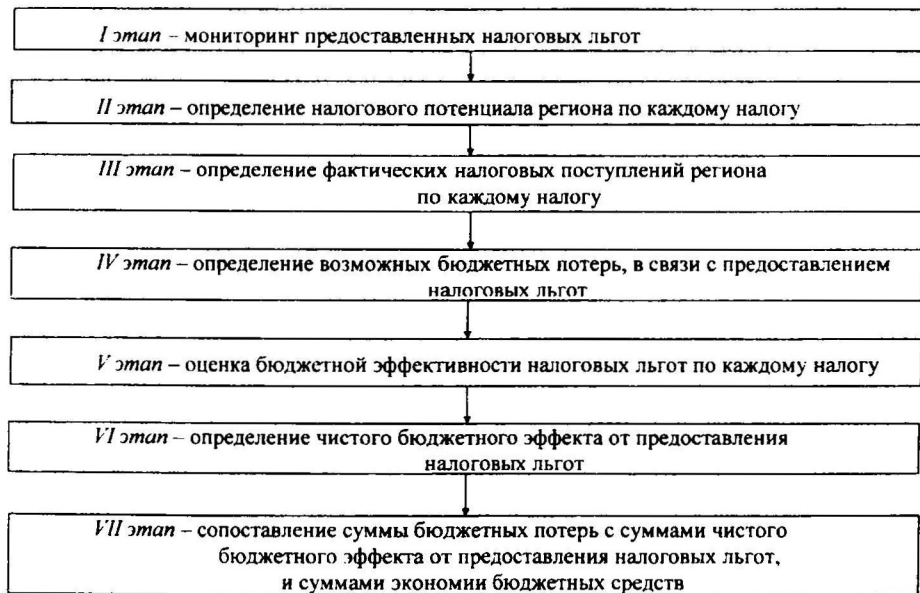 I этап – мониторинг предоставленных налоговых льгот
II этап – определение налогового потенциала региона по каждому налогу
III этап – определение фактических налоговых поступлений региона
по каждому налогу
IV этап – определение возможных бюджетных потерь, в связи с предоставлением
налоговых льгот
V этап – оценка бюджетной эффективности налоговых льгот по каждому налогу
VI этап – определение чистого бюджетного эффекта от предоставления
налоговых льгот
VII этап – сопоставление суммы бюджетных потерь с суммами чистого
бюджетного эффекта от предоставления налоговых льгот,
и суммами экономии бюджетных средств